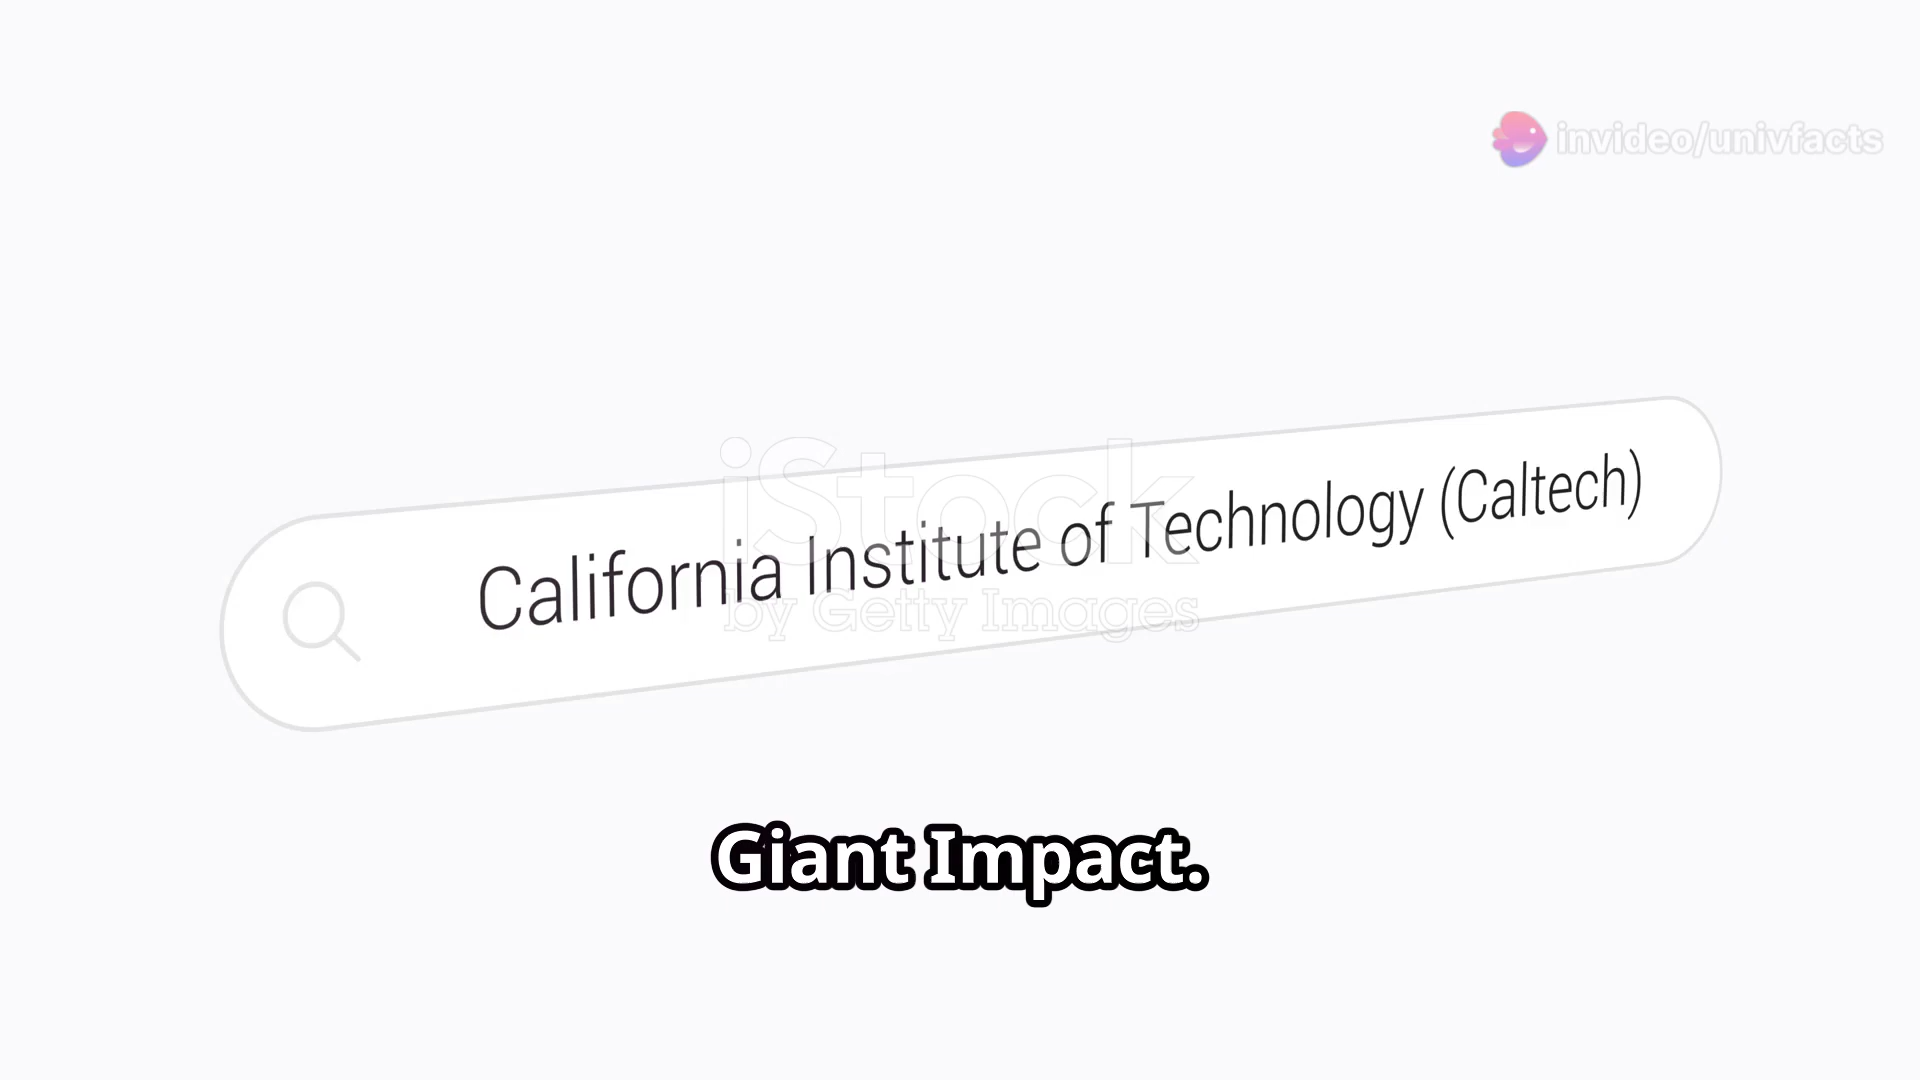 invideo/univfacts
California Institute of Technology (Caltech)
iStock
by Getty Images
Giant Impact.